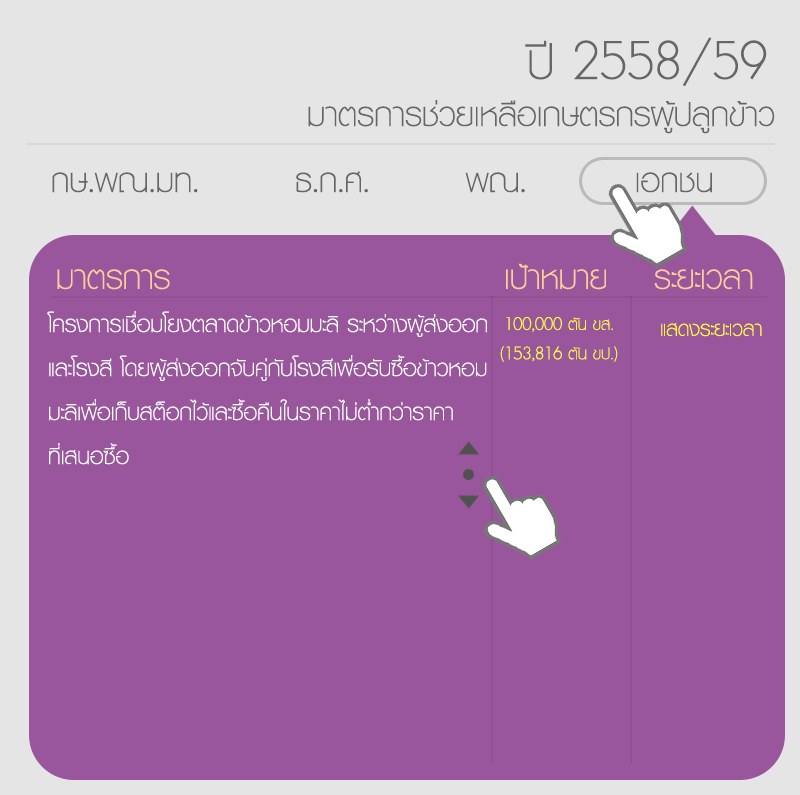 ปี 2558/59
มาตรการช่วยเหลือเกษตรกรผู้ปลูกข้าว
กษ.พณ.มท. ธ.ก.ศ. พณ. เอกชน
มาตรการ เป้าหมาย ระยะเวลา
โครงการเชื่อมโยงตลาดข้าวหอมมะลิ ระหว่างผู้ส่งออก
และโรงสี โดยผู้ส่งออกจับคู่กับโรงสีเพื่อรับซื้อข้าวหอม
มะลิเพื่อเก็บสต็อกไว้และซื้อคืนในราคาไม่ต่ำกว่าราคา
ที่เสนอซื้อ
100,000 ตัน ขส.
(153,816 ตัน ขป.)
แสดงระยะเวลา